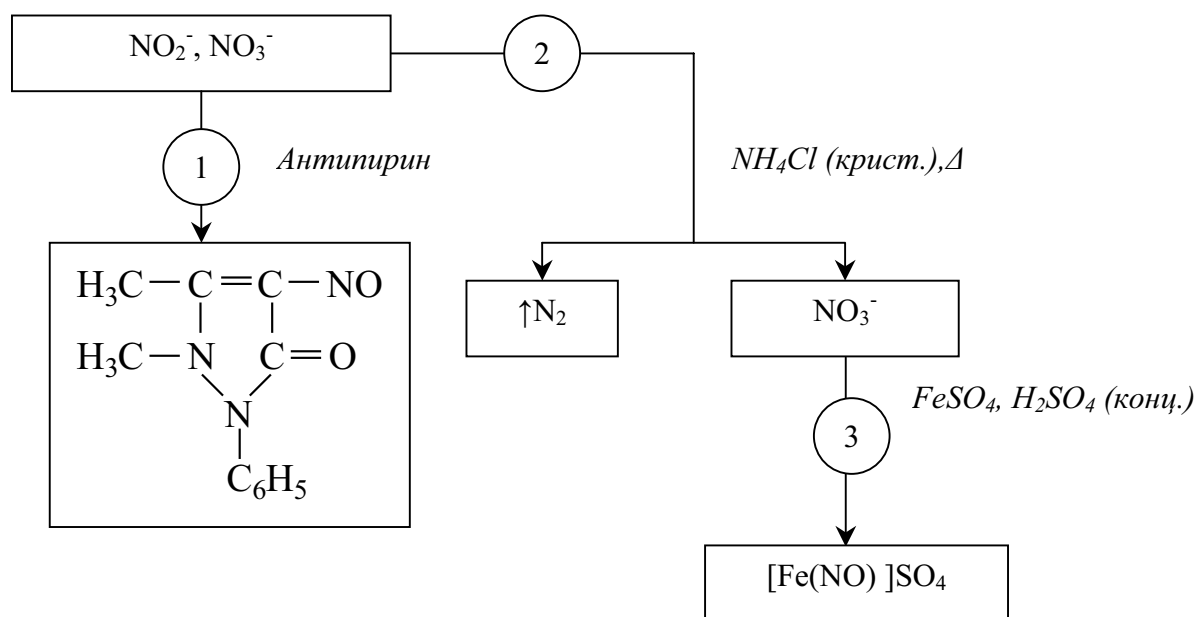 NO₂⁻, NO₃⁻
2
1
Антипирин
NH₄Cl (крист.),Δ
H₃C—C=C—NO
H₃C—N C=O
N
C₆H₅
↑N₂
NO₃⁻
FeSO₄, H₂SO₄ (конц.)
3
[Fe(NO) ]SO₄